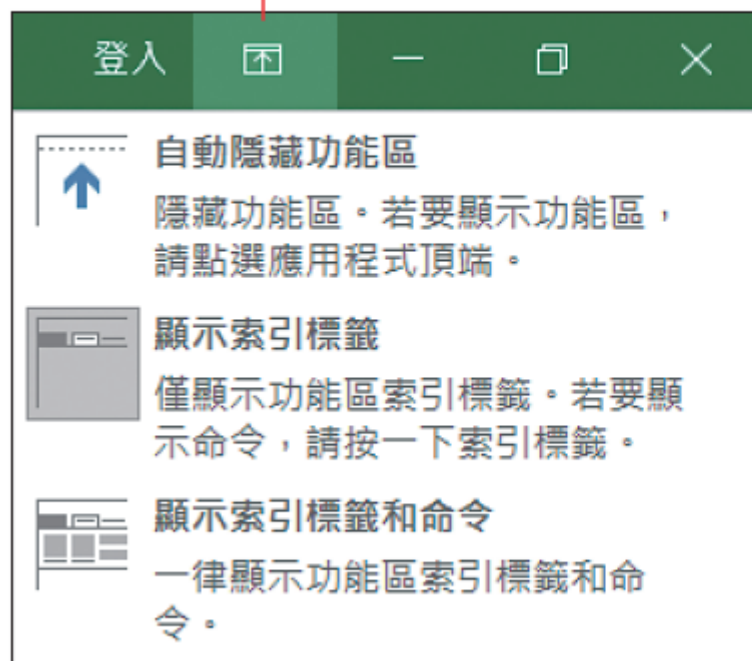 登入
自動隱藏功能區
隱藏功能區。若要顯示功能區，
請點選應用程式頂端。
顯示索引標籤
僅顯示功能區索引標籤。若要顯
示命令，請按一下索引標籤。
顯示索引標籤和命令
一律顯示功能區索引標籤和命
令。